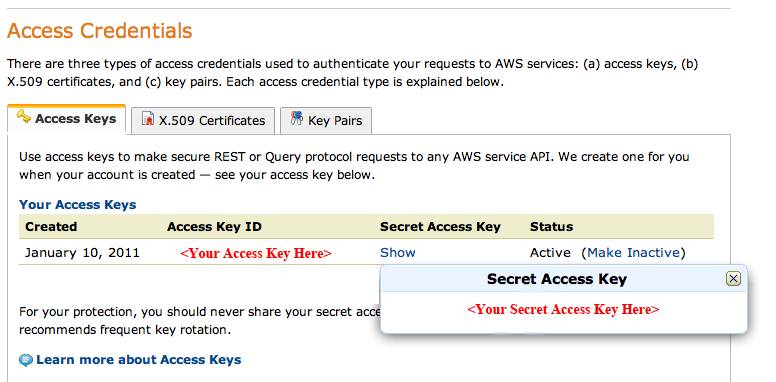 Access Credentials
There are three types of access credentials used to authenticate your requests to AWS services: (a) access keys, (b)
X.509 certificates, and (c) key pairs. Each access credential type is explained below.
Access Keys X.509 Certificates Key Pairs
Use access keys to make secure REST or Query protocol requests to any AWS service API. We create one for you
when your account is created — see your access key below.
Your Access Keys
Created Access Key ID Secret Access Key Status
January 10, 2011 <Your Access Key Here> Show Active (Make Inactive)
Secret Access Key
<Your Secret Access Key Here>
For your protection, you should never share your secret
recommends frequent key rotation.
Learn more about Access Keys